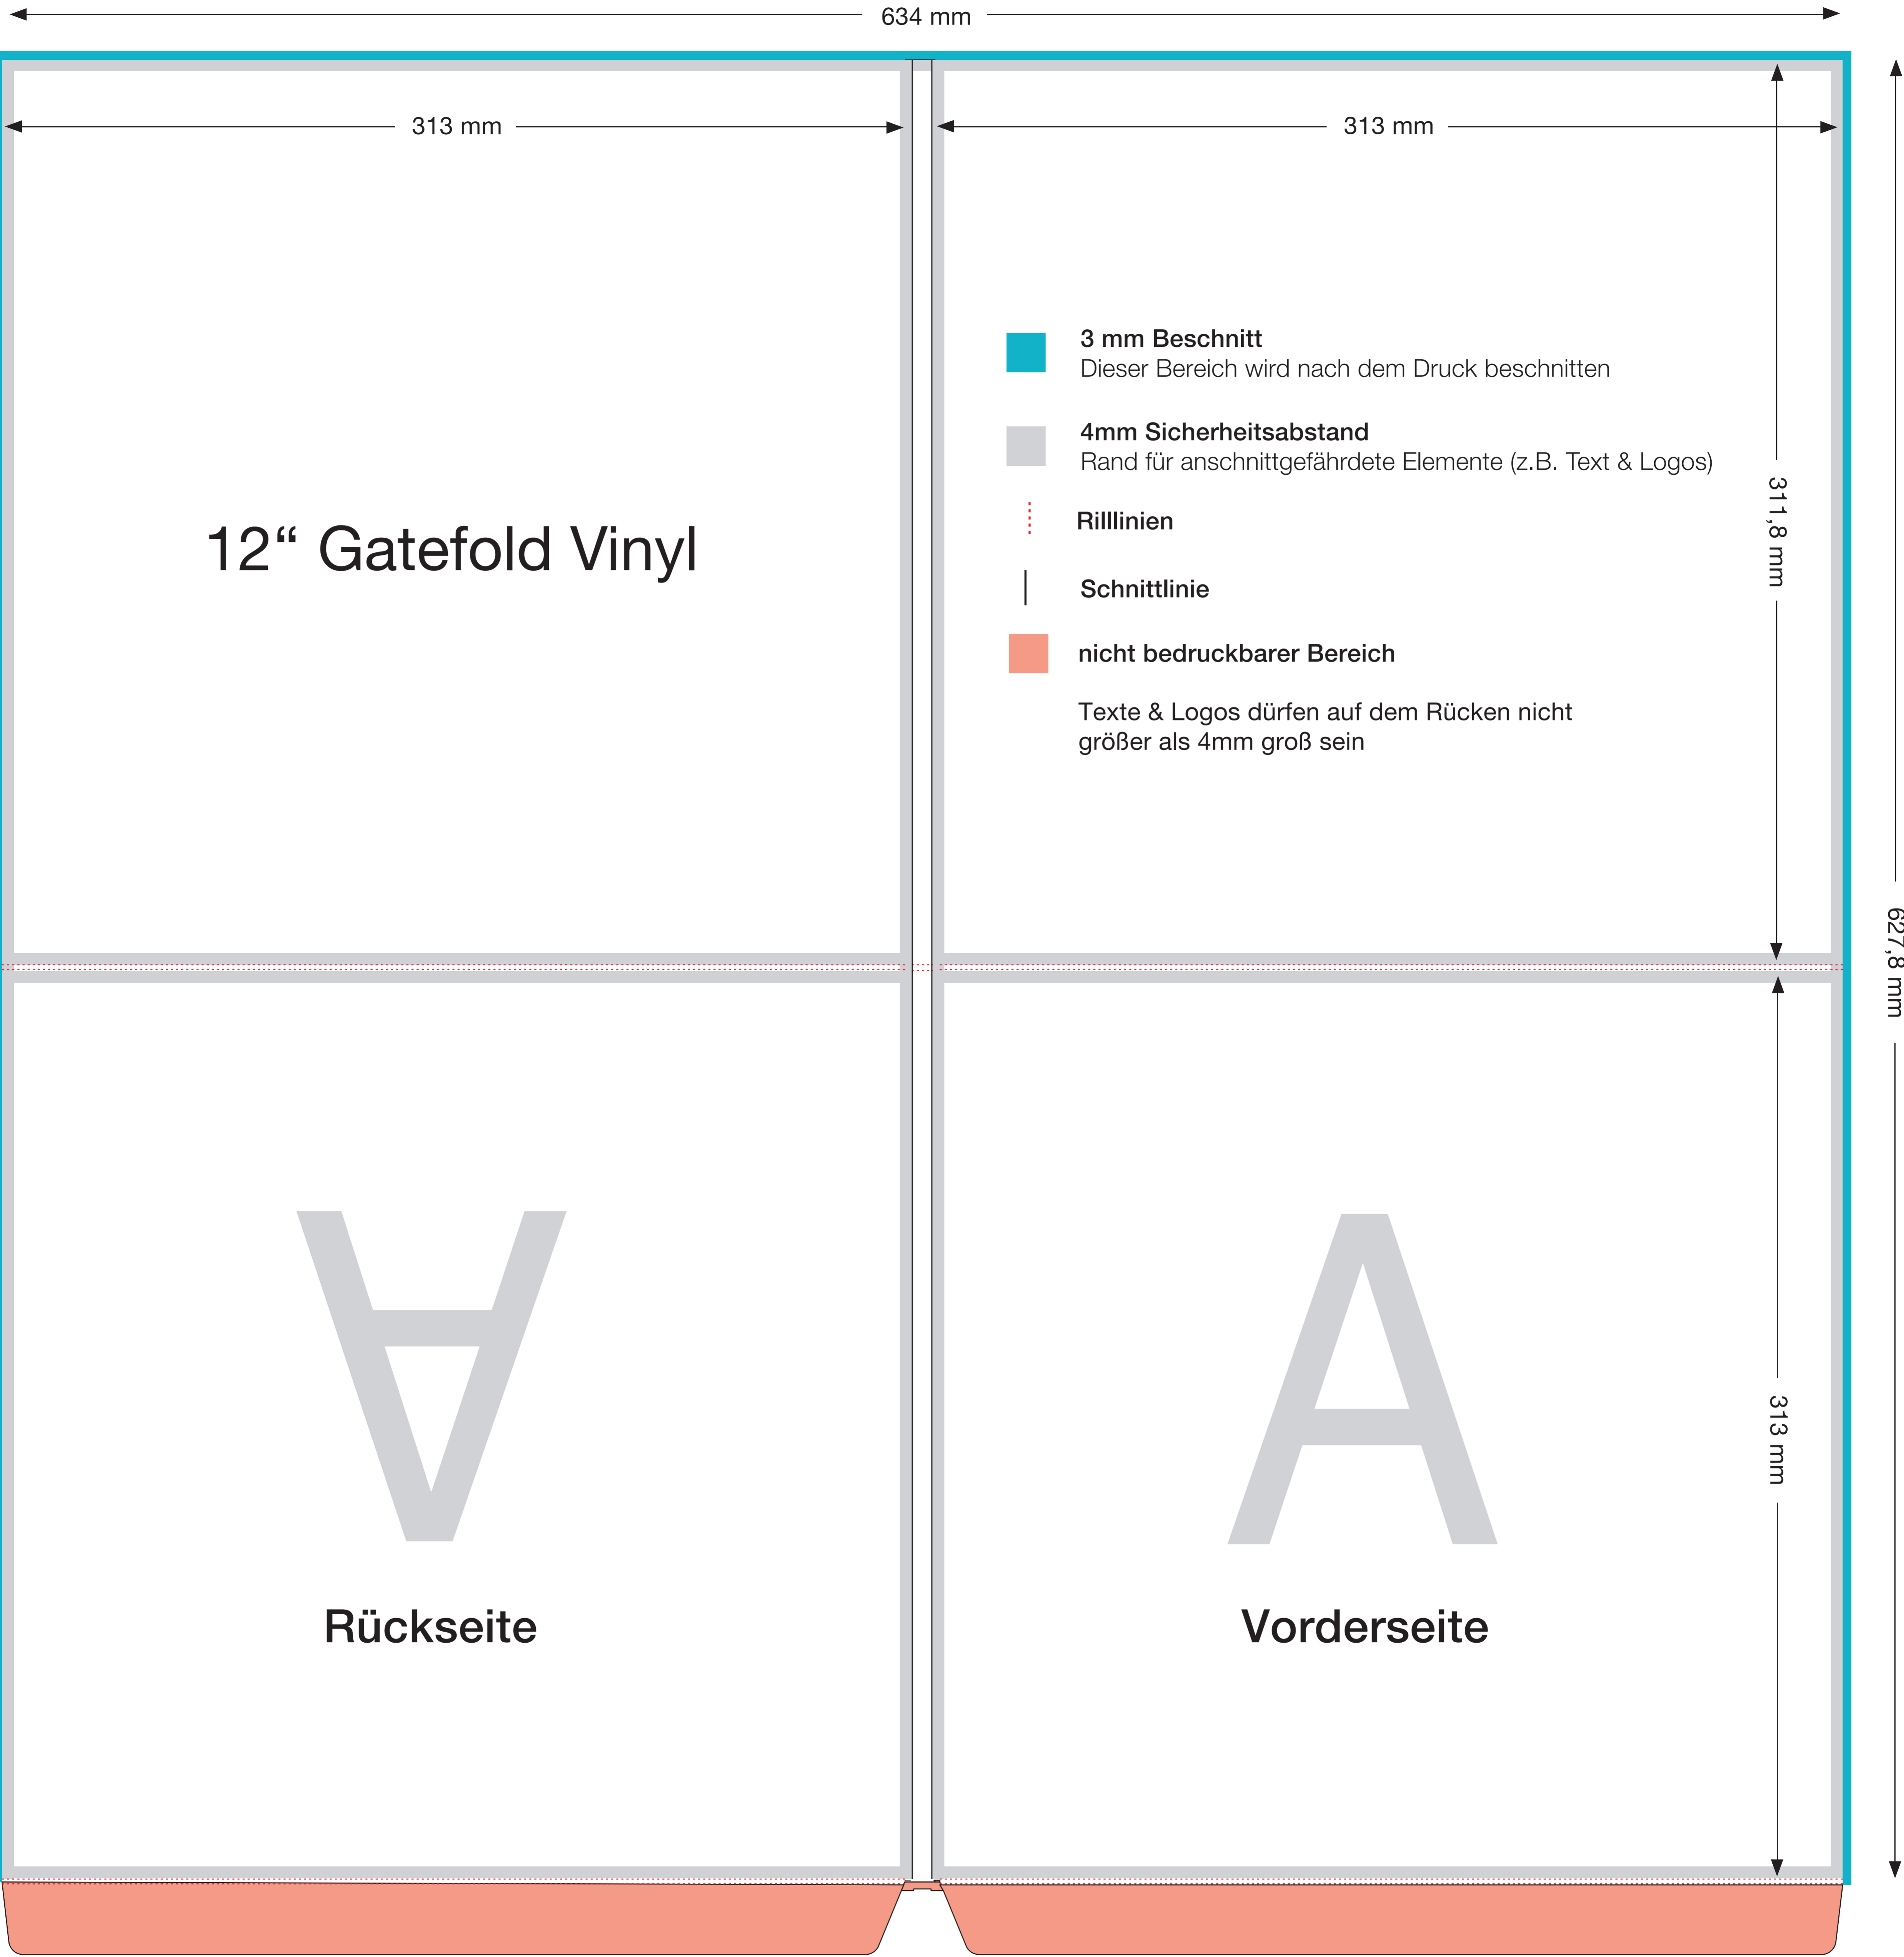 634 mm
313 mm
313 mm
3 mm Beschnitt
Dieser Bereich wird nach dem Druck beschnitten
4mm Sicherheitsabstand
Rand für anschnittgefährdete Elemente (z.B. Text & Logos)
311,8 mm
Rilllinien
12“ Gatefold Vinyl
Schnittlinie
nicht bedruckbarer Bereich
Texte & Logos dürfen auf dem Rücken nicht
größer als 4mm groß sein
627,8 mm
A
A
313 mm
Rückseite
Vorderseite